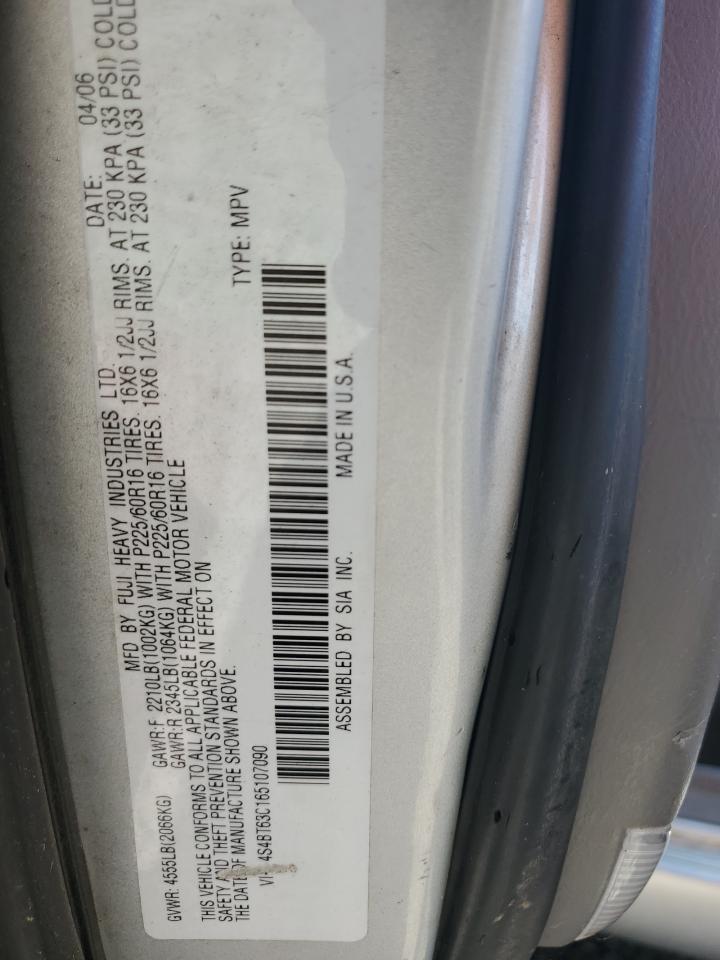 MFD BY FUJI HEAVY INDUSTRIES LTD. DATE: 04/06
GVWR: 4555LB(2066KG) GAWR:F 2210LB(1002KG) WITH P225/60R16 TIRES. 16X6 1/2JJ RIMS. AT 230 KPA (33 PSI) COLD
GAWR:R 2345LB(1064KG) WITH P225/60R16 TIRES. 16X6 1/2JJ RIMS. AT 230 KPA (33 PSI) COLD
THIS VEHICLE CONFORMS TO ALL APPLICABLE FEDERAL MOTOR VEHICLE
SAFETY AND THEFT PREVENTION STANDARDS IN EFFECT ON
THE DATE OF MANUFACTURE SHOWN ABOVE.
4S4BT63C165107090 TYPE: MPV
ASSEMBLED BY SIA INC. MADE IN U.S.A.